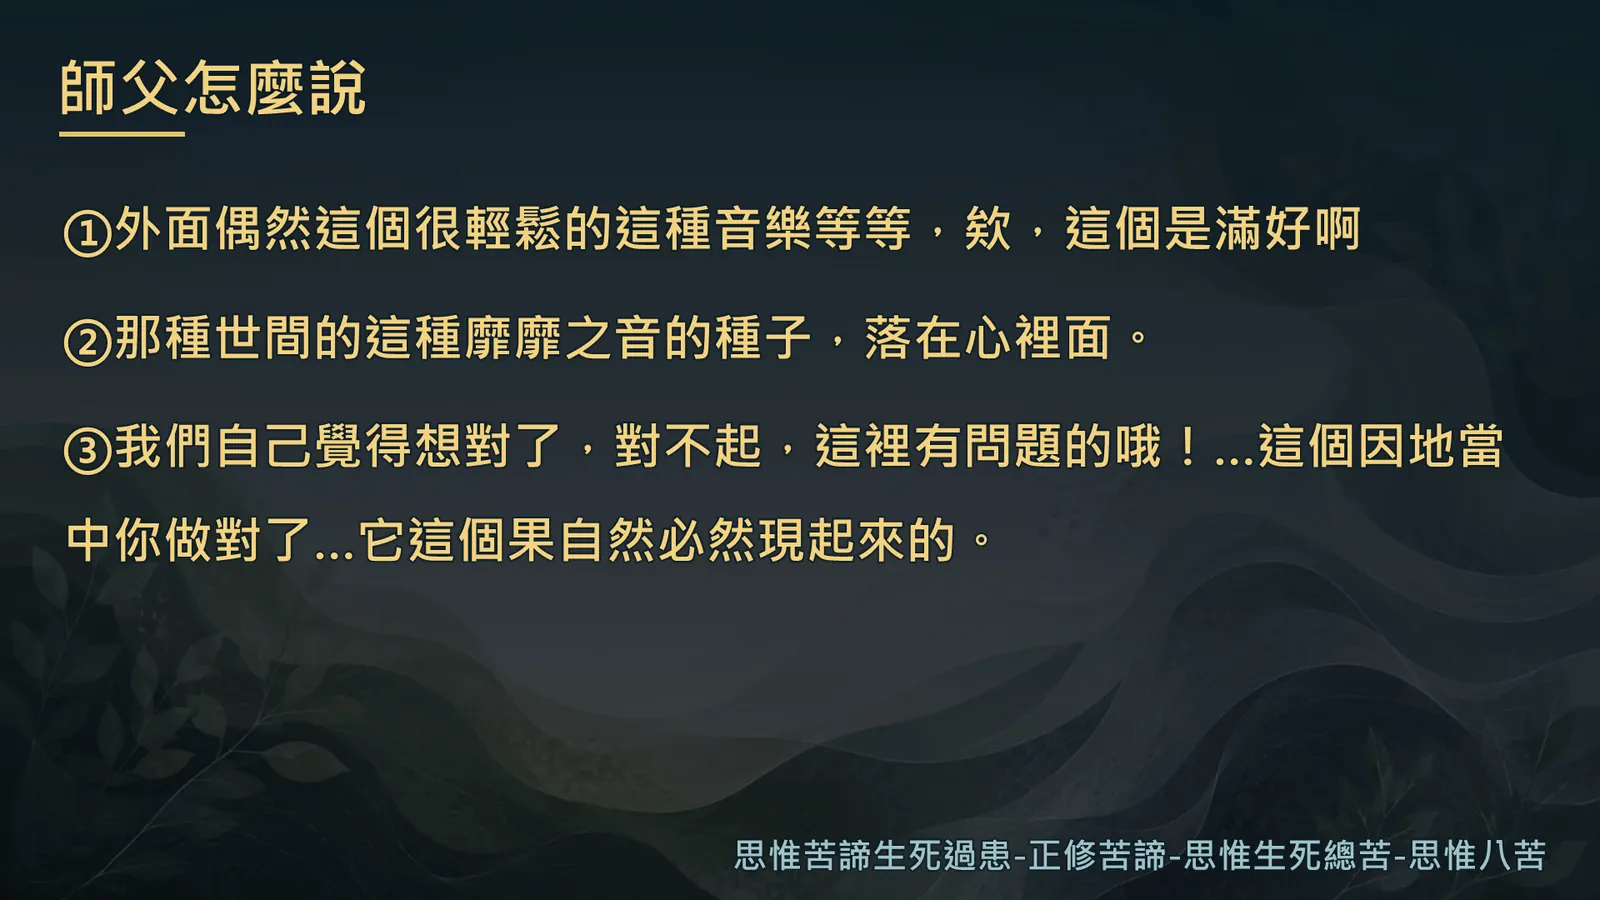 師父怎麼說
①外面偶然這個很輕鬆的這種音樂等等，欸，這個是滿好啊
②那種世間的這種靡靡之音的種子，落在心裡面。
③我們自己覺得想對了，對不起，這裡有問題的哦！...這個因地當
中你做對了...它這個果自然必然現起來的。
思惟苦諦生死過患-正修苦諦-思惟生死總苦-思惟八苦